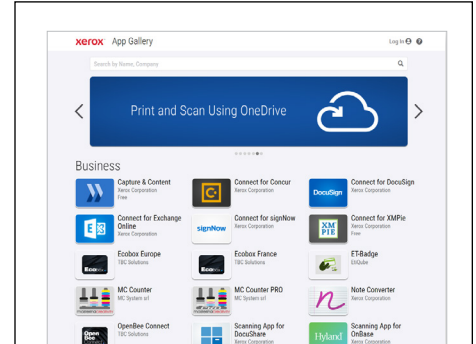 xerox™ App Gallery
Log In
Search by Name, Company
Print and Scan Using OneDrive
Business
Capture & Content
Xerox Corporation
Free
Connect for Concur
Xerox Corporation
Connect for DocuSign
Xerox Corporation
DocuSign
Connect for Exchange
Online
Xerox Corporation
signNow
Connect for signNow
Xerox Corporation
XM
PIE
Connect for XMPie
Xerox Corporation
Free
Ecobox Europe
TBC Solutions
Ecobox France
TBC Solutions
ET-Badge
ExQube
MC Counter
MC System srl
MC Counter PRO
MC System srl
Note Converter
Xerox Corporation
Open
Bee
OpenBee Connect
TBC Solutions
Scanning App for
DocuShare
Xerox Corporation
Hyland
Scanning App for
OnBase
Xerox Corporation